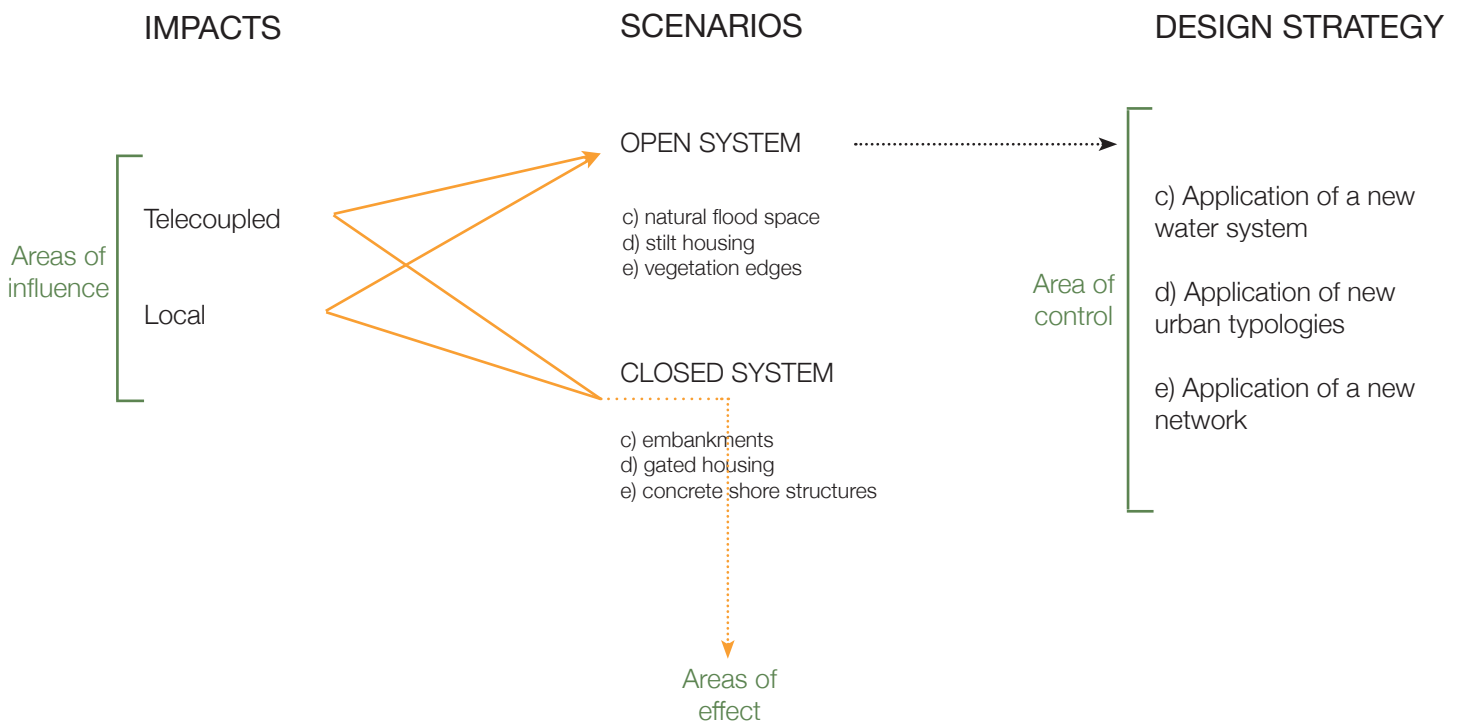 IMPACTS
SCENARIOS
DESIGN STRATEGY
Areas of
influence
Telecoupled
Local
OPEN SYSTEM
c) natural flood space
d) stilt housing
e) vegetation edges
CLOSED SYSTEM
c) embankments
d) gated housing
e) concrete shore structures
Areas of
effect
Area of
control
c) Application of a new
water system
d) Application of new
urban typologies
e) Application of a new
network